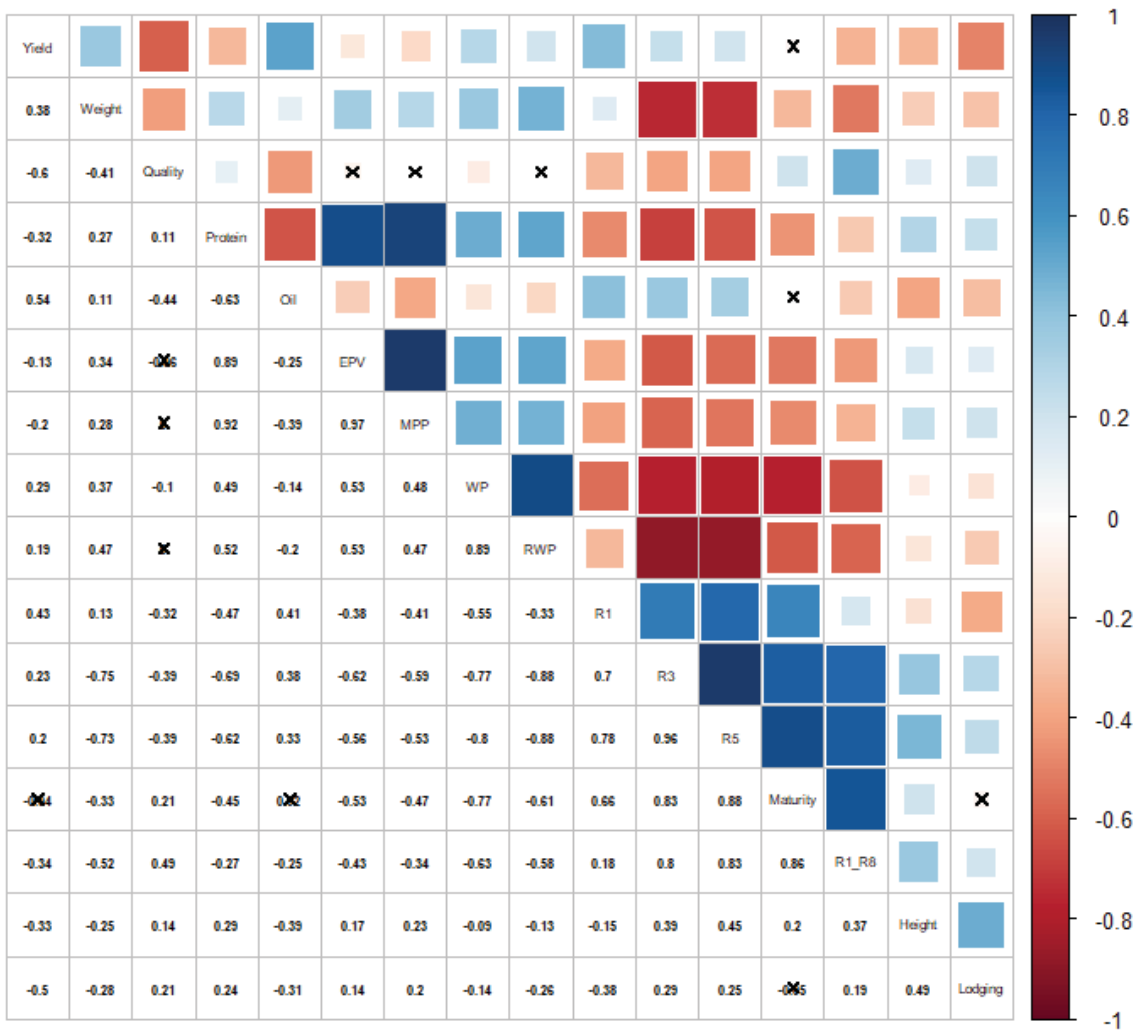 Yield
0.38 Weight
-0.6 -0.41 Quality
-0.32 0.27 0.11 Protein
0.54 0.11 -0.44 -0.63 Oil
-0.13 0.34 0.89 -0.25 EPV
-0.2 0.28 0.92 -0.39 0.97 MPP
0.29 0.37 -0.1 0.49 -0.14 0.53 0.48 WP
0.19 0.47 0.52 -0.2 0.53 0.47 0.89 RWP
0.43 0.13 -0.32 -0.47 0.41 -0.38 -0.41 -0.55 -0.33 R1
0.23 -0.75 -0.39 -0.69 0.38 -0.62 -0.59 -0.77 -0.88 0.7 R3
0.2 -0.73 -0.39 -0.62 0.33 -0.56 -0.53 -0.8 -0.88 0.78 0.96 R5
-0.33 0.21 -0.45 -0.53 -0.47 -0.77 -0.61 0.66 0.83 0.88 Maturity
-0.34 -0.52 0.49 -0.27 -0.25 -0.43 -0.34 -0.63 -0.58 0.18 0.8 0.83 0.86 R1_R8
-0.33 -0.25 0.14 0.29 -0.39 0.17 0.23 -0.09 -0.13 -0.15 0.39 0.45 0.2 0.37 Height
-0.5 -0.28 0.21 0.24 -0.31 0.14 0.2 -0.14 -0.26 -0.38 0.29 0.25 0.19 0.49 Lodging
1
0.8
0.6
0.4
0.2
0
-0.2
-0.4
-0.6
-0.8
-1